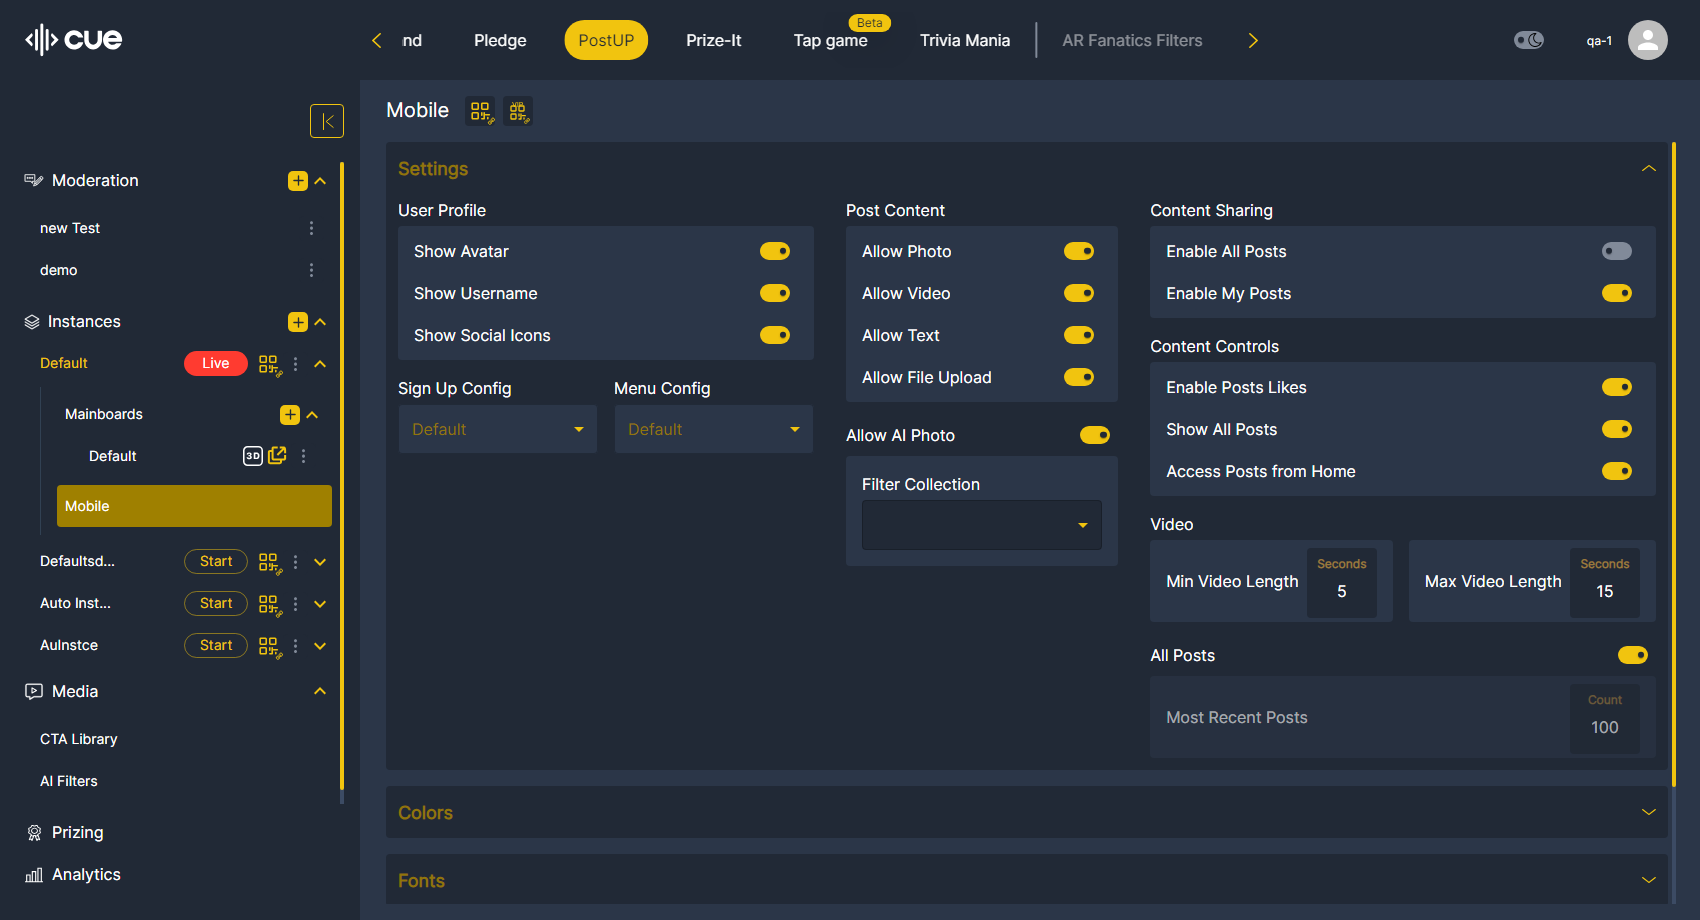 cue
nd
Pledge
PostUP
Prize-It
Beta
Tap game
Trivia Mania
AR Fanatics Filters
qa-1
Moderation
new Test
demo
Instances
Default
Live
Mainboards
Default
3D
Mobile
Defaultsd...
Start
Auto Inst...
Start
AuInstce
Start
Media
CTA Library
AI Filters
Prizing
Analytics
Mobile
VIP
Settings
User Profile
Show Avatar
Show Username
Show Social Icons
Sign Up Config
Default
Menu Config
Default
Post Content
Allow Photo
Allow Video
Allow Text
Allow File Upload
Allow AI Photo
Filter Collection
Content Sharing
Enable All Posts
Enable My Posts
Content Controls
Enable Posts Likes
Show All Posts
Access Posts from Home
Video
Min Video Length
Seconds
5
Max Video Length
Seconds
15
All Posts
Most Recent Posts
Count
100
Colors
Fonts